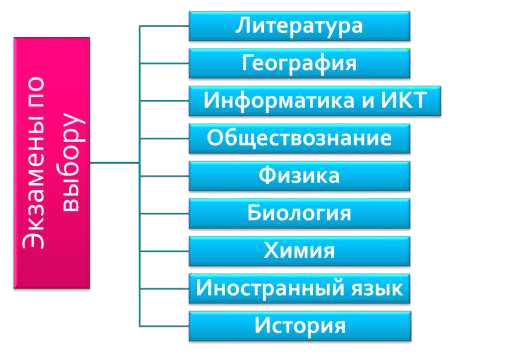 Экзамены по
выбору
Литература
География
Информатика и ИКТ
Обществознание
Физика
Биология
Химия
Иностранный язык
История